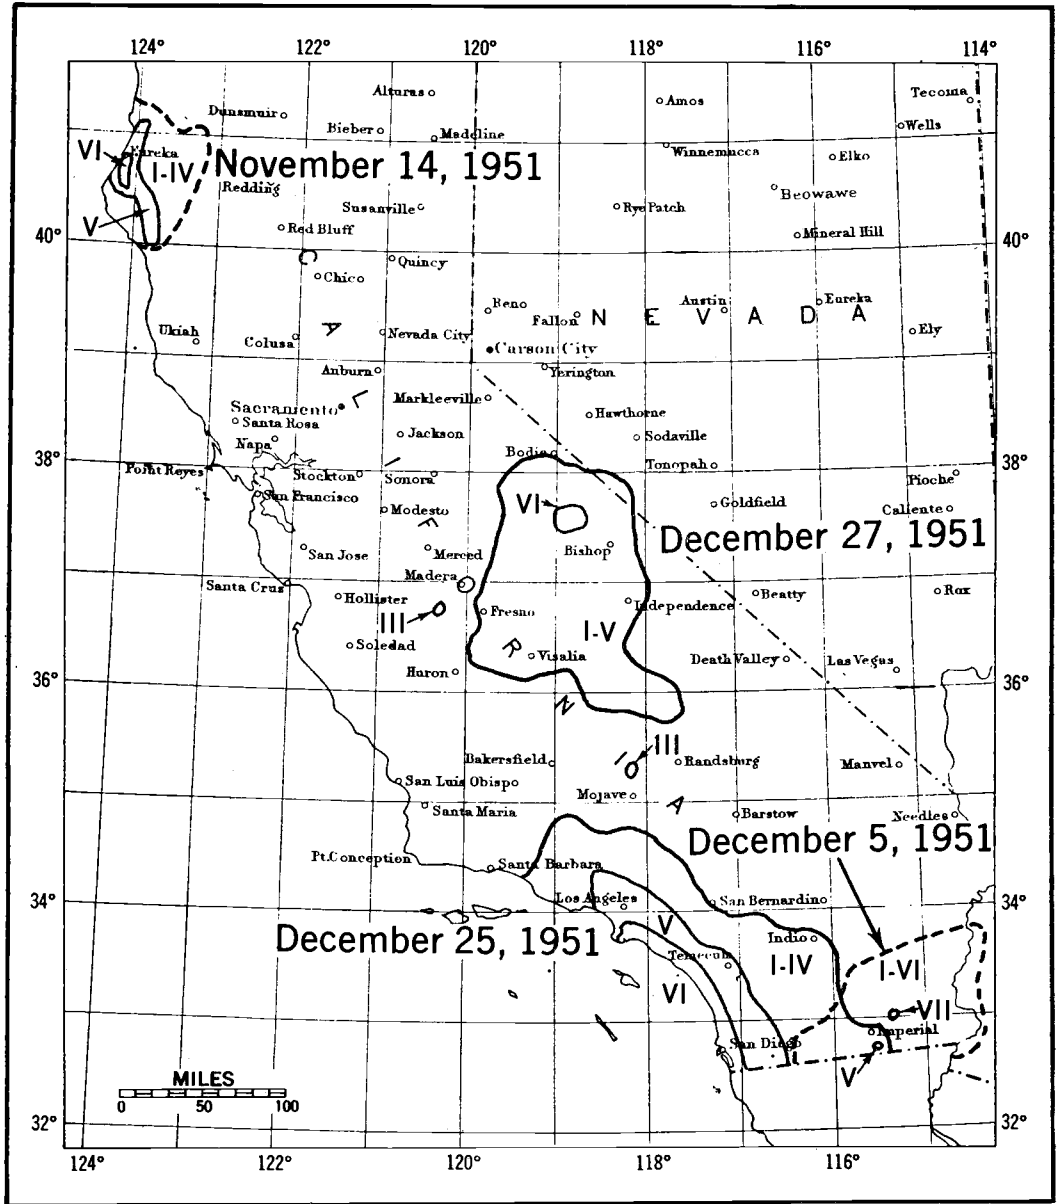 124° 122° 120° 118° 116° 114°
Alturas Amos Tecoma
Dunsmuir Wells
Bieber Madeline
VI Eureka Winnemucca Elko
I-IV November 14, 1951
Redding Beowawe
Susanville Rye Patch
V Red Bluff Mineral Hill
40° 40°
C Quincy
Chico
Reno Austin Eureka
Fallon N E V A D A
Ukiah A Nevada City Ely
Colusa Carson City
Auburn Yerington
L Markleeville
Sacramento Hawthorne
Santa Rosa Jackson Sodaville
Napa I Bodie
38° Point Reyes Stockton Sonora Tonopah 38°
San Francisco Pioche
VI Goldfield
Modesto Caliente
F December 27, 1951
San Jose Merced Bishop
Madera O
Santa Cruz
Hollister Beatty Rox
III Fresno Independence
I-V
Soledad R Visalia Death Valley Las Vegas
Huron
36° 36°
N
III
Bakersfield I Randsburg Manvel
San Luis Obispo
Mojave A
Santa Maria Barstow Needles
December 5, 1951
Pt. Conception Santa Barbara
34° Los Angeles San Bernardino 34°
V
December 25, 1951 Indio
Temecula I-IV I-VI
VI
VII
Imperial
San Diego
V
MILES
0 50 100
32° 32°
124° 122° 120° 118° 116° 114°